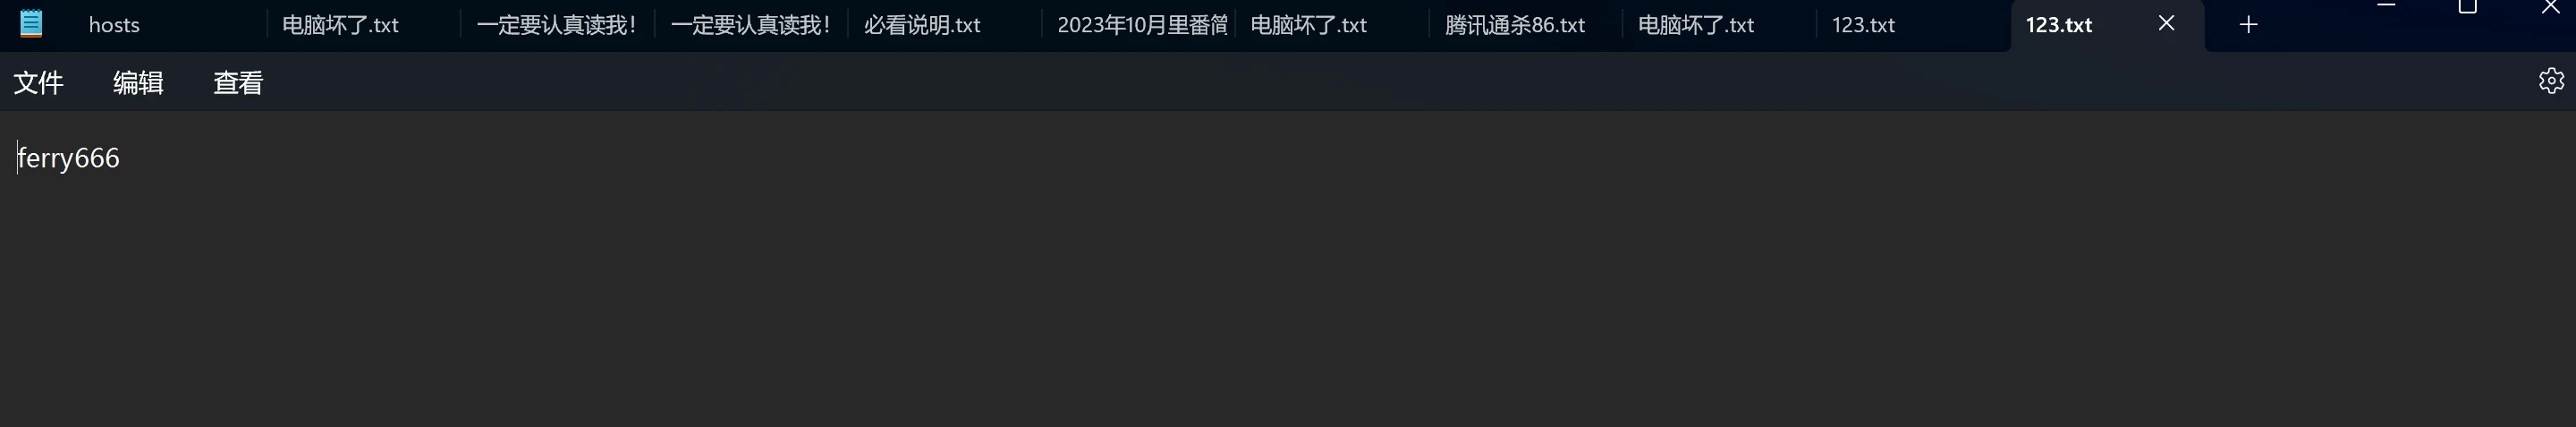 hosts 电脑坏了.txt 一定要认真读我! 一定要认真读我! 必看说明.txt 2023年10月里番简 电脑坏了.txt 腾讯通杀86.txt 电脑坏了.txt 123.txt 123.txt
文件 编辑 查看
ferry666